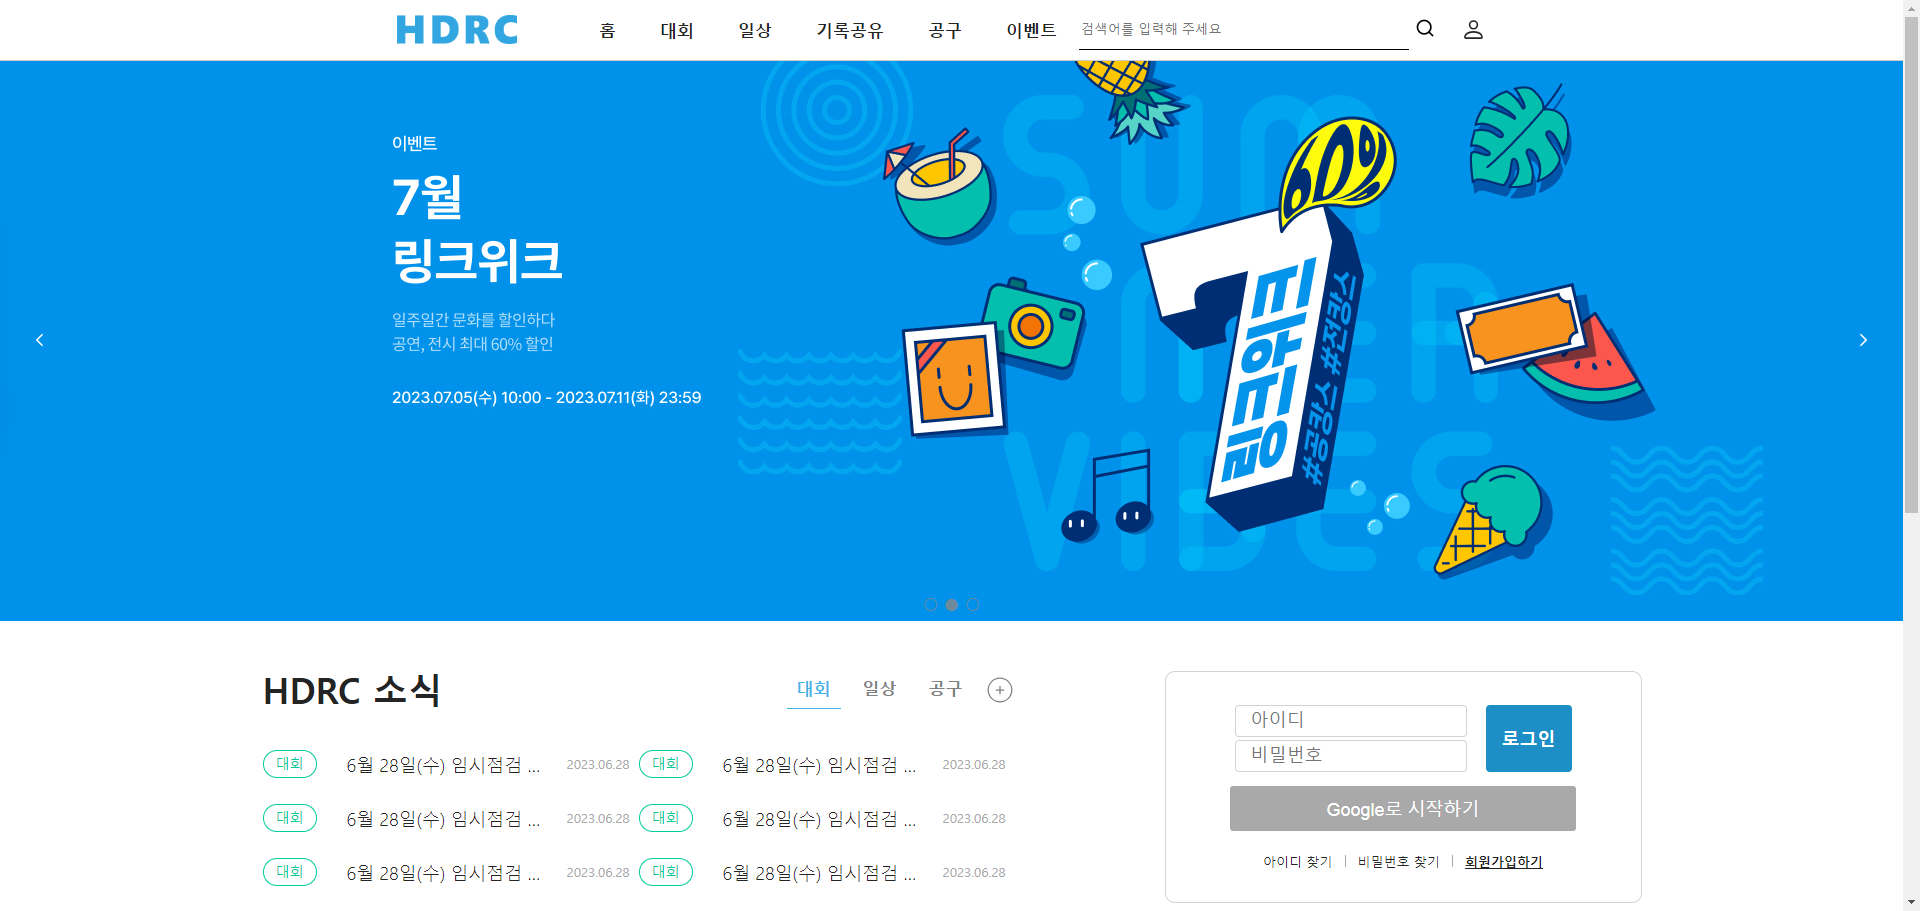 HDRC 홈 대회 일상 기록공유 공구 이벤트 검색어를 입력해 주세요
이벤트
7월
링크위크
일주일간 문화를 할인하다
공연, 전시 최대 60% 할인
2023.07.05(수) 10:00 - 2023.07.11(화) 23:59
SUM
MER
VIBES
60%
티야티링
#공캉스 #전캉스
HDRC 소식 대회 일상 공구
대회 6월 28일(수) 임시점검 ... 2023.06.28 대회 6월 28일(수) 임시점검 ... 2023.06.28
대회 6월 28일(수) 임시점검 ... 2023.06.28 대회 6월 28일(수) 임시점검 ... 2023.06.28
대회 6월 28일(수) 임시점검 ... 2023.06.28 대회 6월 28일(수) 임시점검 ... 2023.06.28
아이디
비밀번호
로그인
Google로 시작하기
아이디 찾기 비밀번호 찾기 회원가입하기